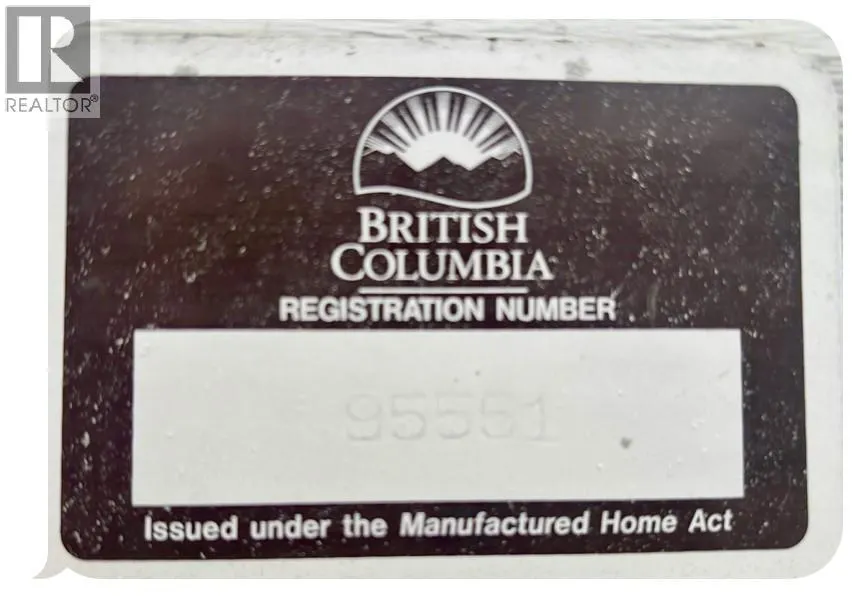 REALTOR®
BRITISH
COLUMBIA
REGISTRATION NUMBER
95551
Issued under the Manufactured Home Act